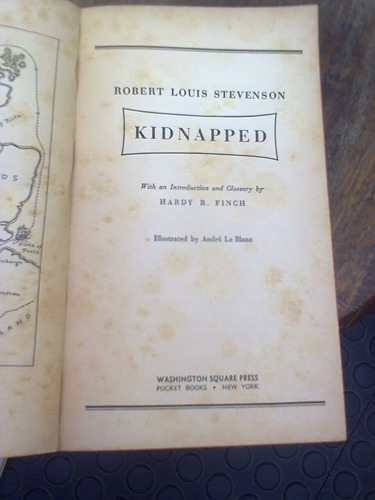 ROBERT LOUIS STEVENSON
KIDNAPPED
With an Introduction and Glossary by
HARDY R. FINCH
Illustrated by André Le Blanc
WASHINGTON SQUARE PRESS
POCKET BOOKS • NEW YORK